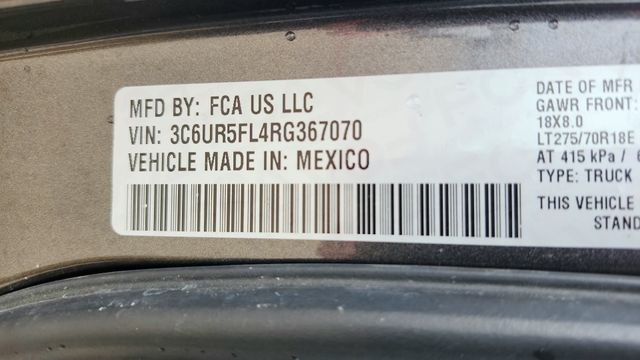 MFD BY: FCA US LLC
VIN: 3C6UR5FL4RG367070
VEHICLE MADE IN: MEXICO
DATE OF MFR
GAWR FRONT:
18X8.0
LT275/70R18E
AT 415 kPa /
TYPE: TRUCK
THIS VEHICLE
STAND